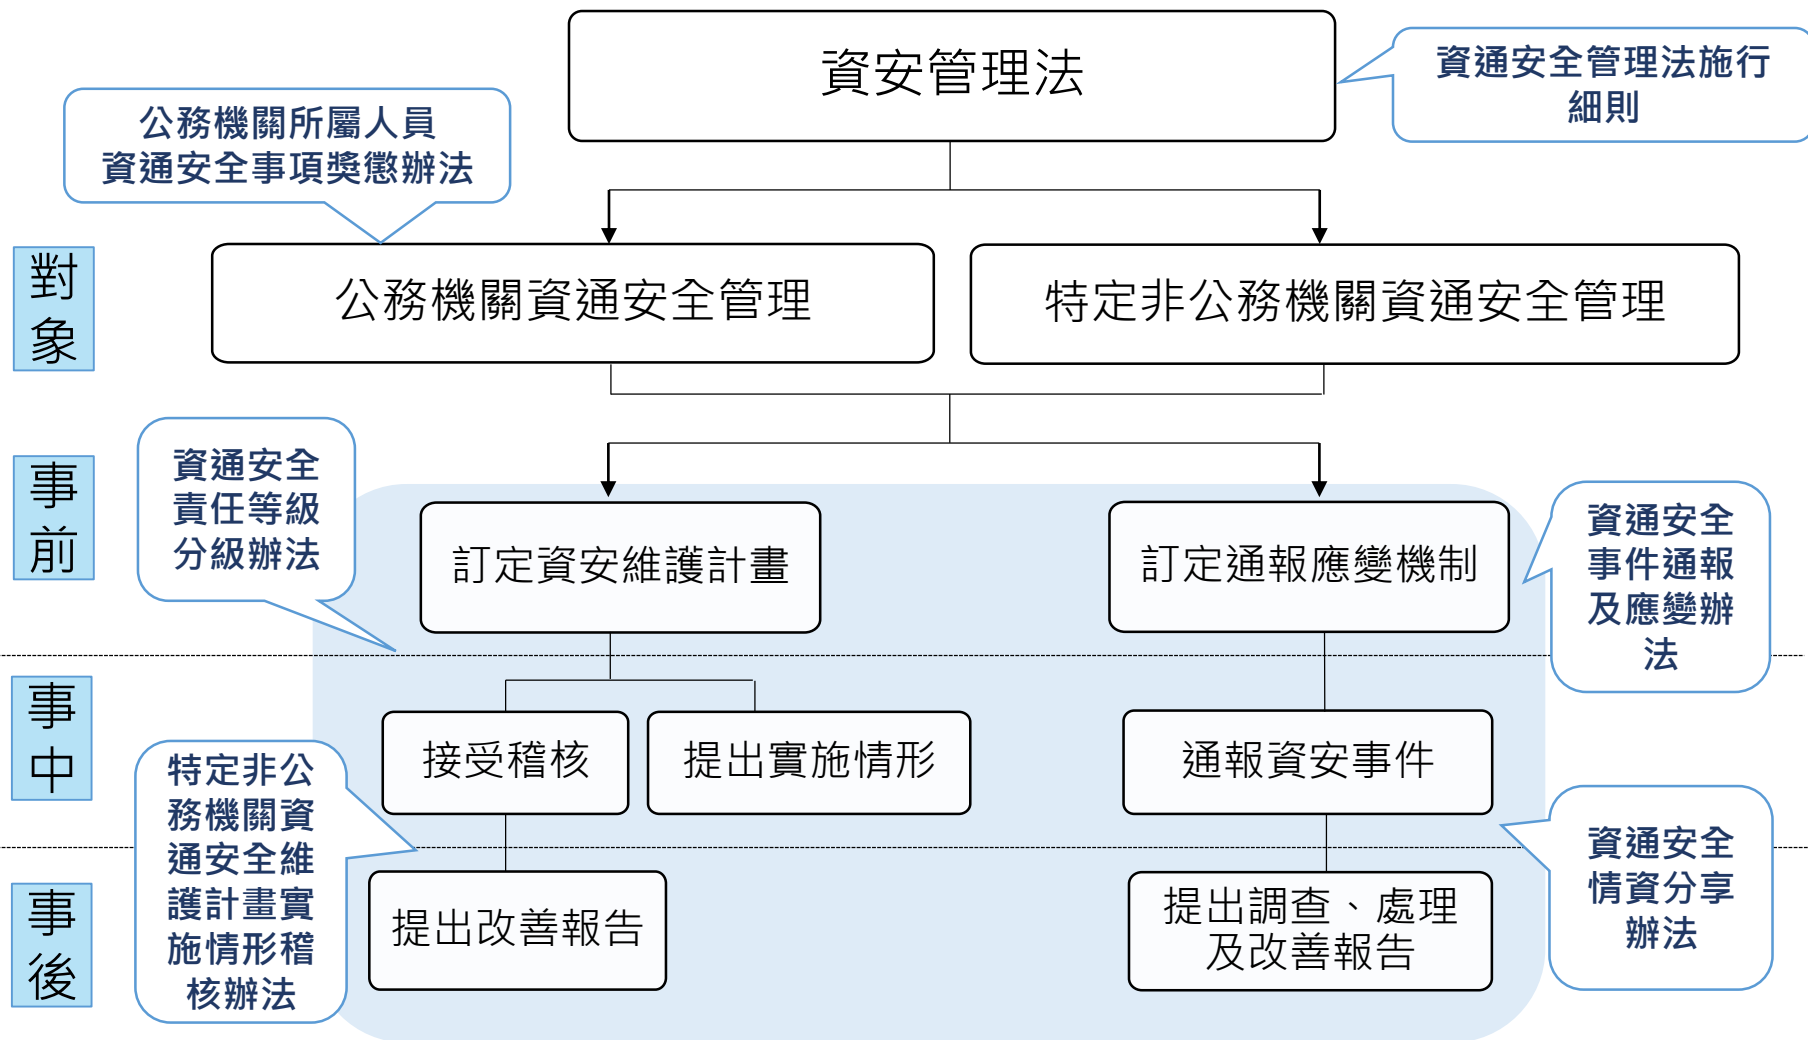 資安管理法
資通安全管理法施行
細則
公務機關所屬人員
資通安全事項獎懲辦法
對
象
公務機關資通安全管理
特定非公務機關資通安全管理
事
前
資通安全
責任等級
分級辦法
訂定資安維護計畫
訂定通報應變機制
資通安全
事件通報
及應變辦
法
事
中
接受稽核
提出實施情形
通報資安事件
特定非公
務機關資
通安全維
護計畫實
施情形稽
核辦法
資通安全
情資分享
辦法
事
後
提出改善報告
提出調查、處理
及改善報告